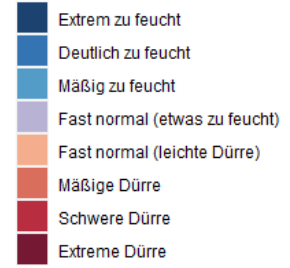 Extrem zu feucht
Deutlich zu feucht
Mäßig zu feucht
Fast normal (etwas zu feucht)
Fast normal (leichte Dürre)
Mäßige Dürre
Schwere Dürre
Extreme Dürre